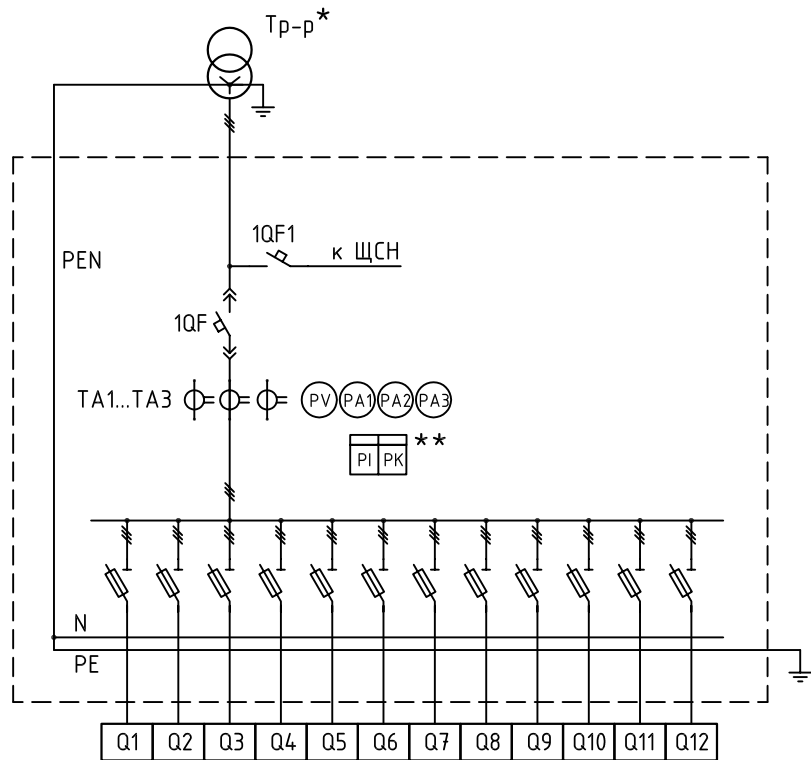 Тр-р*
1QF1
к ЩСН
PEN
1QF
TA1...TA3 PV PA1 PA2 PA3
PI PK **
N
PE
Q1 Q2 Q3 Q4 Q5 Q6 Q7 Q8 Q9 Q10 Q11 Q12